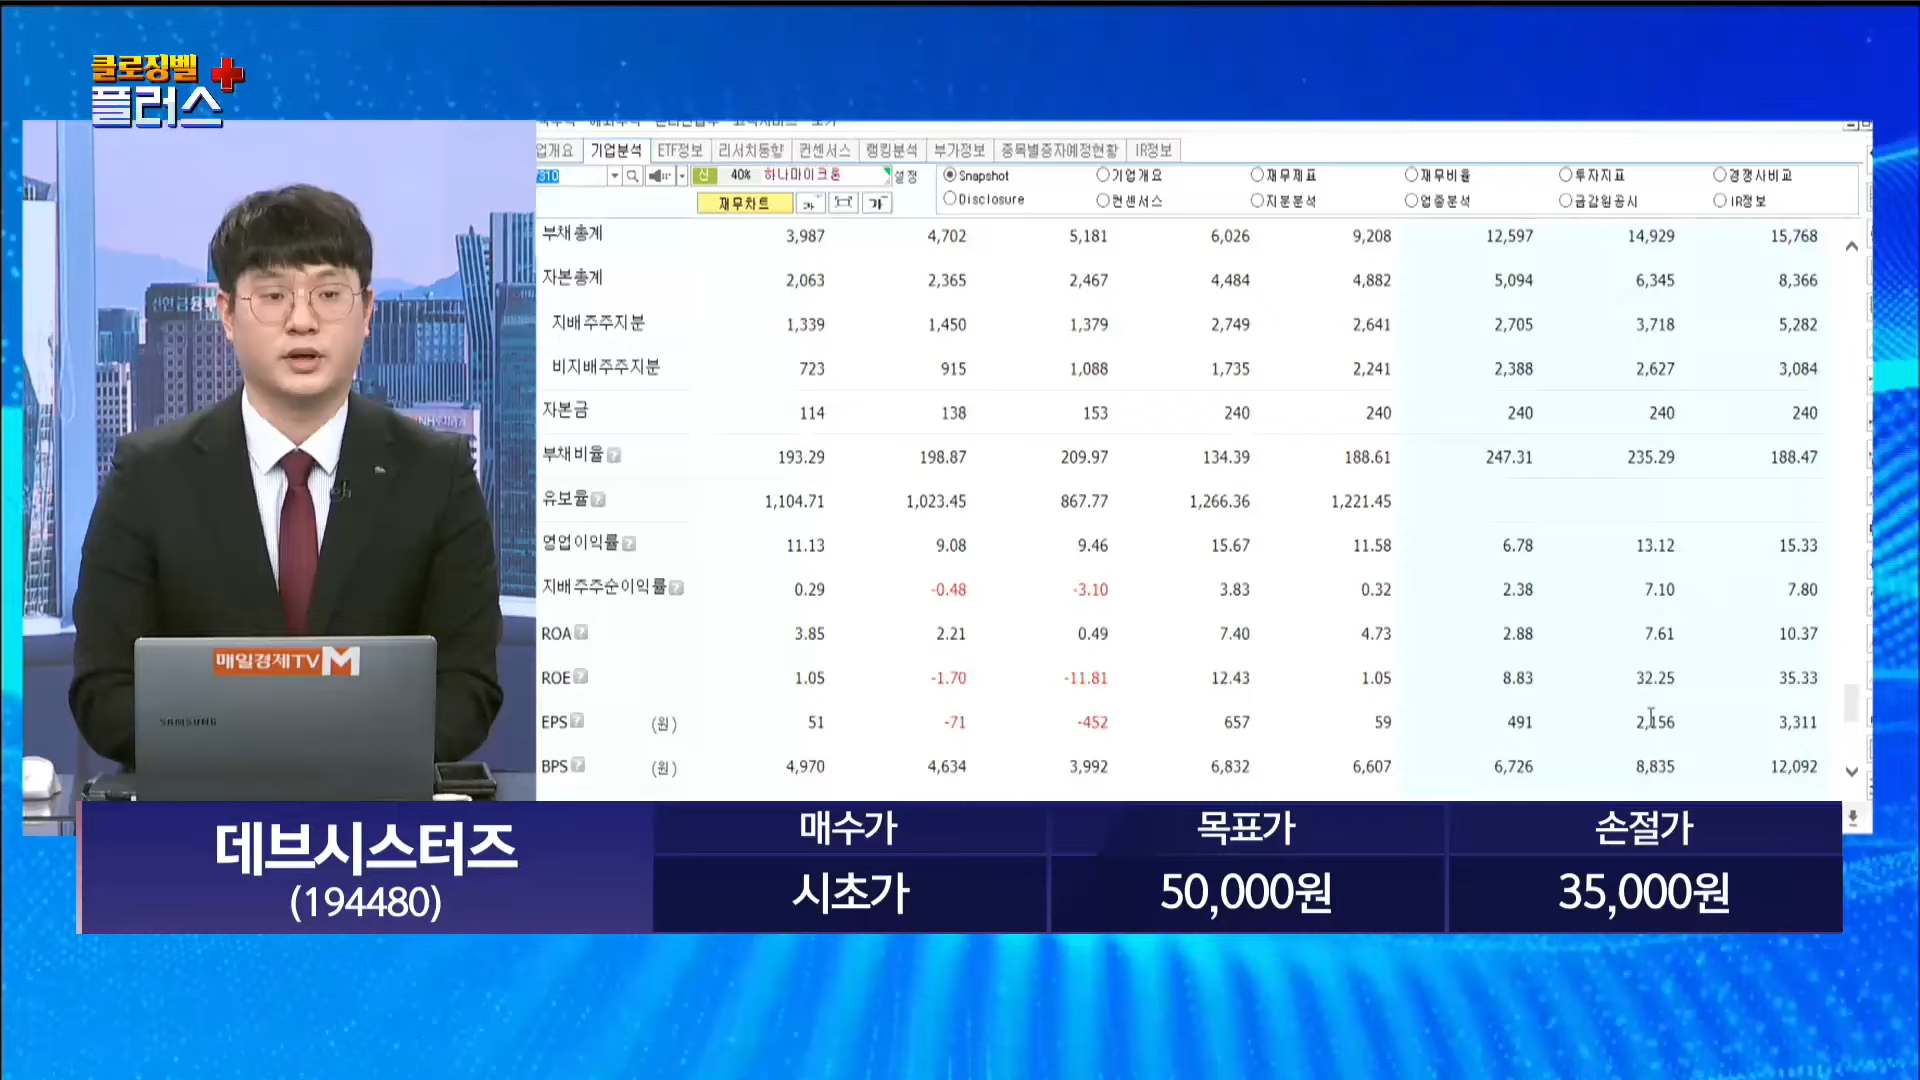 클로징벨
플러스
업개요 기업분석 ETF정보 리서치동향 컨센서스 랭킹분석 부가정보 종목별증자예정현황 IR정보
신 40% 하나마이크론 설정
Snapshot 기업개요 재무제표 재무비율 투자지표 경쟁사비교
재무차트 가 가
Disclosure 컨센서스 지분분석 업종분석 금감원공시 IR정보
부채총계 3,987 4,702 5,181 6,026 9,208 12,597 14,929 15,768
자본총계 2,063 2,365 2,467 4,484 4,882 5,094 6,345 8,366
지배주주지분 1,339 1,450 1,379 2,749 2,641 2,705 3,718 5,282
비지배주주지분 723 915 1,088 1,735 2,241 2,388 2,627 3,084
자본금 114 138 153 240 240 240 240 240
부채비율 193.29 198.87 209.97 134.39 188.61 247.31 235.29 188.47
유보율 1,104.71 1,023.45 867.77 1,266.36 1,221.45
영업이익률 11.13 9.08 9.46 15.67 11.58 6.78 13.12 15.33
지배주주순이익률 0.29 -0.48 -3.10 3.83 0.32 2.38 7.10 7.80
ROA 3.85 2.21 0.49 7.40 4.73 2.88 7.61 10.37
ROE 1.05 -1.70 -11.81 12.43 1.05 8.83 32.25 35.33
EPS (원) 51 -71 -452 657 59 491 2,156 3,311
BPS (원) 4,970 4,634 3,992 6,832 6,607 6,726 8,835 12,092
매일경제TV M
SAMSUNG
데브시스터즈
(194480)
매수가 목표가 손절가
시초가 50,000원 35,000원